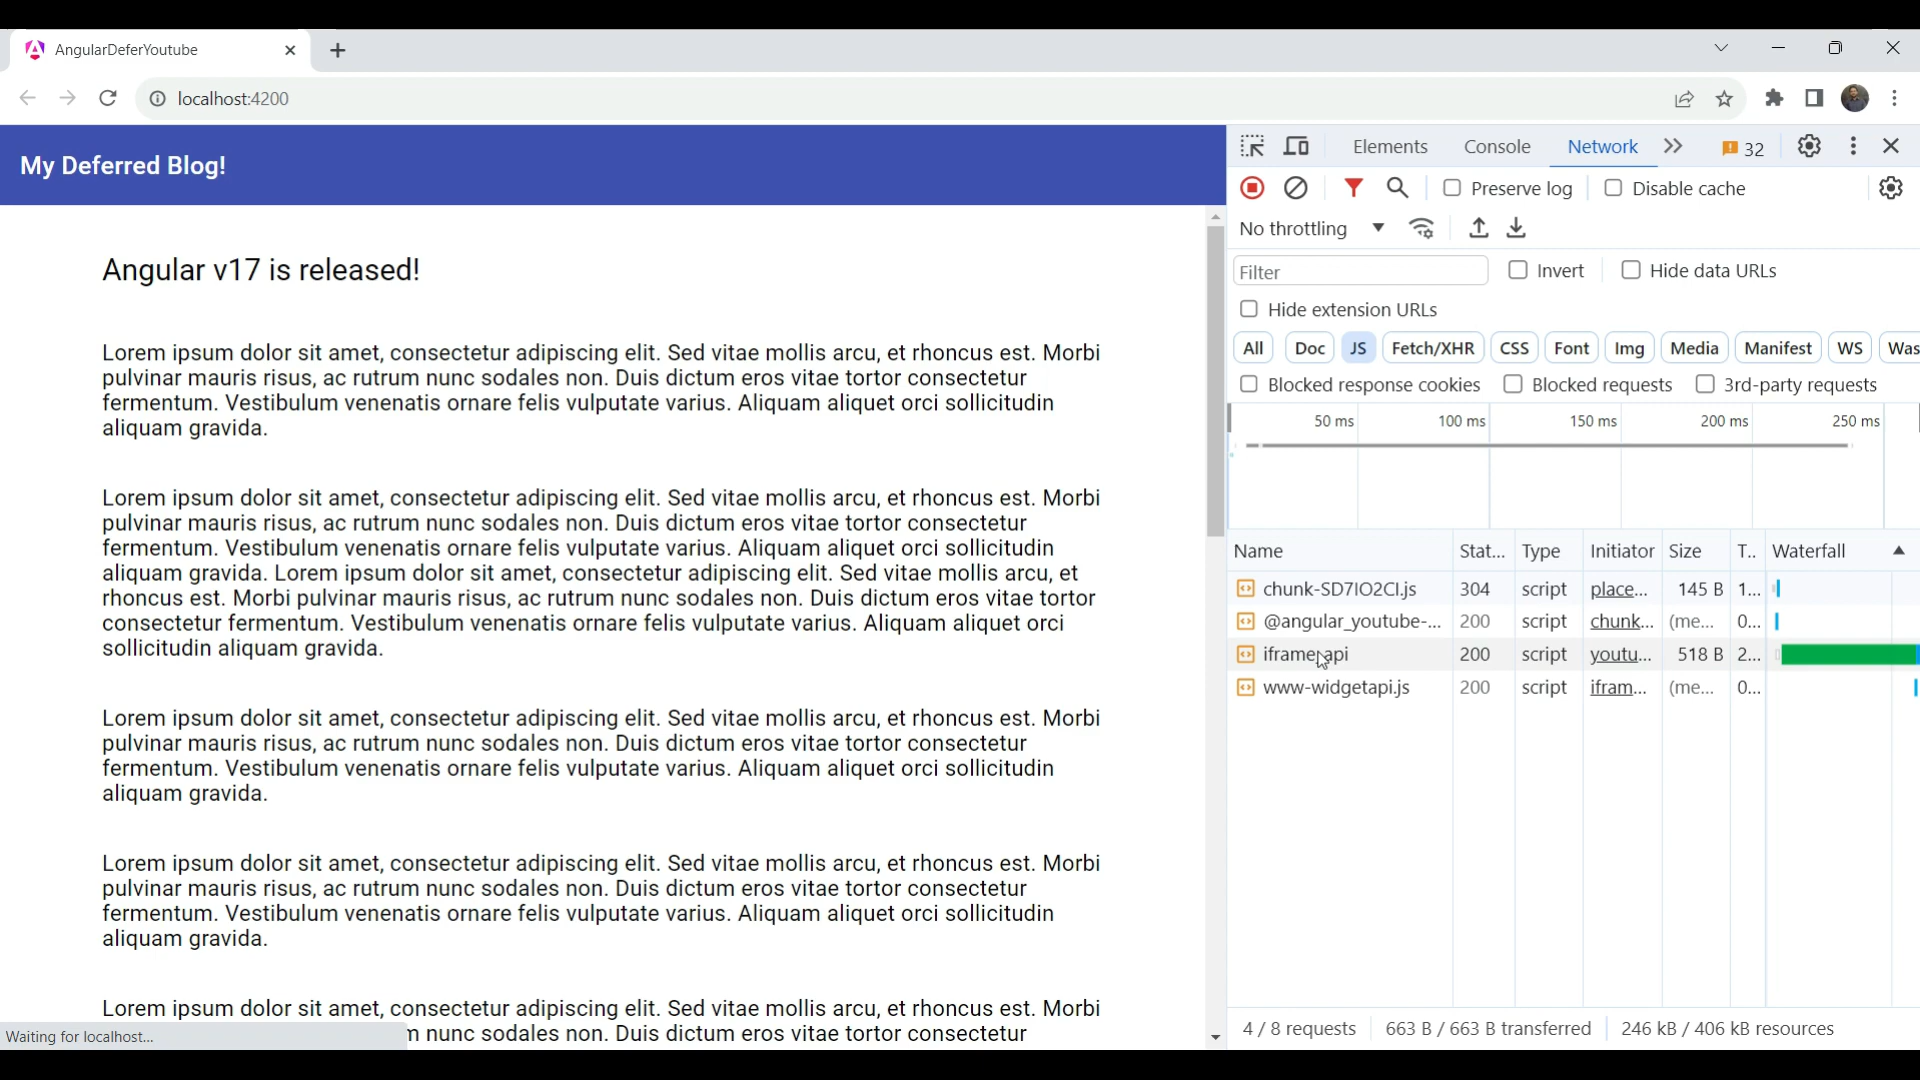 AngularDeferYoutube
localhost:4200
My Deferred Blog!
Angular v17 is released!
Lorem ipsum dolor sit amet, consectetur adipiscing elit. Sed vitae mollis arcu, et rhoncus est. Morbi
pulvinar mauris risus, ac rutrum nunc sodales non. Duis dictum eros vitae tortor consectetur
fermentum. Vestibulum venenatis ornare felis vulputate varius. Aliquam aliquet orci sollicitudin
aliquam gravida.
Lorem ipsum dolor sit amet, consectetur adipiscing elit. Sed vitae mollis arcu, et rhoncus est. Morbi
pulvinar mauris risus, ac rutrum nunc sodales non. Duis dictum eros vitae tortor consectetur
fermentum. Vestibulum venenatis ornare felis vulputate varius. Aliquam aliquet orci sollicitudin
aliquam gravida. Lorem ipsum dolor sit amet, consectetur adipiscing elit. Sed vitae mollis arcu, et
rhoncus est. Morbi pulvinar mauris risus, ac rutrum nunc sodales non. Duis dictum eros vitae tortor
consectetur fermentum. Vestibulum venenatis ornare felis vulputate varius. Aliquam aliquet orci
sollicitudin aliquam gravida.
Lorem ipsum dolor sit amet, consectetur adipiscing elit. Sed vitae mollis arcu, et rhoncus est. Morbi
pulvinar mauris risus, ac rutrum nunc sodales non. Duis dictum eros vitae tortor consectetur
fermentum. Vestibulum venenatis ornare felis vulputate varius. Aliquam aliquet orci sollicitudin
aliquam gravida.
Lorem ipsum dolor sit amet, consectetur adipiscing elit. Sed vitae mollis arcu, et rhoncus est. Morbi
pulvinar mauris risus, ac rutrum nunc sodales non. Duis dictum eros vitae tortor consectetur
fermentum. Vestibulum venenatis ornare felis vulputate varius. Aliquam aliquet orci sollicitudin
aliquam gravida.
Lorem ipsum dolor sit amet, consectetur adipiscing elit. Sed vitae mollis arcu, et rhoncus est. Morbi
m nunc sodales non. Duis dictum eros vitae tortor consectetur
Waiting for localhost...
Elements Console Network 32
Preserve log Disable cache
No throttling
Filter Invert Hide data URLs
Hide extension URLs
All Doc JS Fetch/XHR CSS Font Img Media Manifest WS Was
Blocked response cookies Blocked requests 3rd-party requests
50 ms 100 ms 150 ms 200 ms 250 ms
Name Stat... Type Initiator Size T.. Waterfall
chunk-SD7IO2CI.js 304 script place... 145 B 1...
@angular_youtube-... 200 script chunk... (me... 0...
iframe_api 200 script youtu... 518 B 2...
www-widgetapi.js 200 script ifram... (me... 0...
4 / 8 requests 663 B / 663 B transferred 246 kB / 406 kB resources